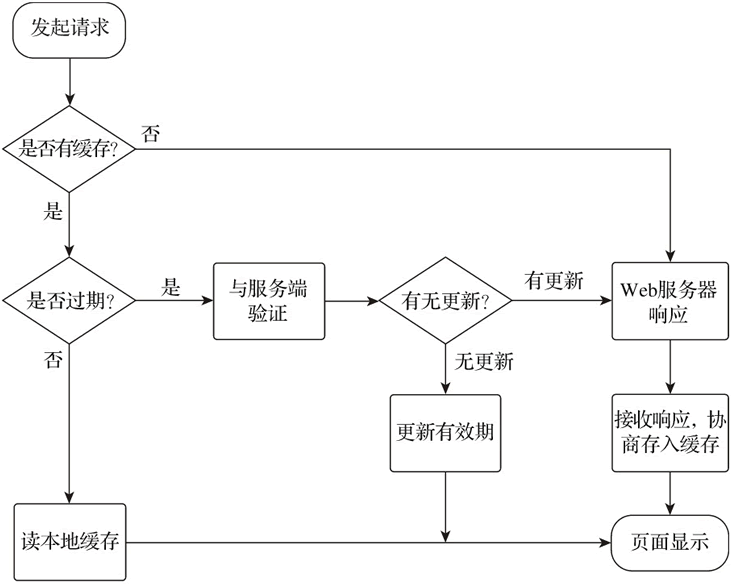 发起请求
否
是否有缓存?
是
是否过期?
是
与服务端
验证
有无更新?
有更新
Web服务器
响应
否
无更新
更新有效期
接收响应，协
商存入缓存
读本地缓存
页面显示